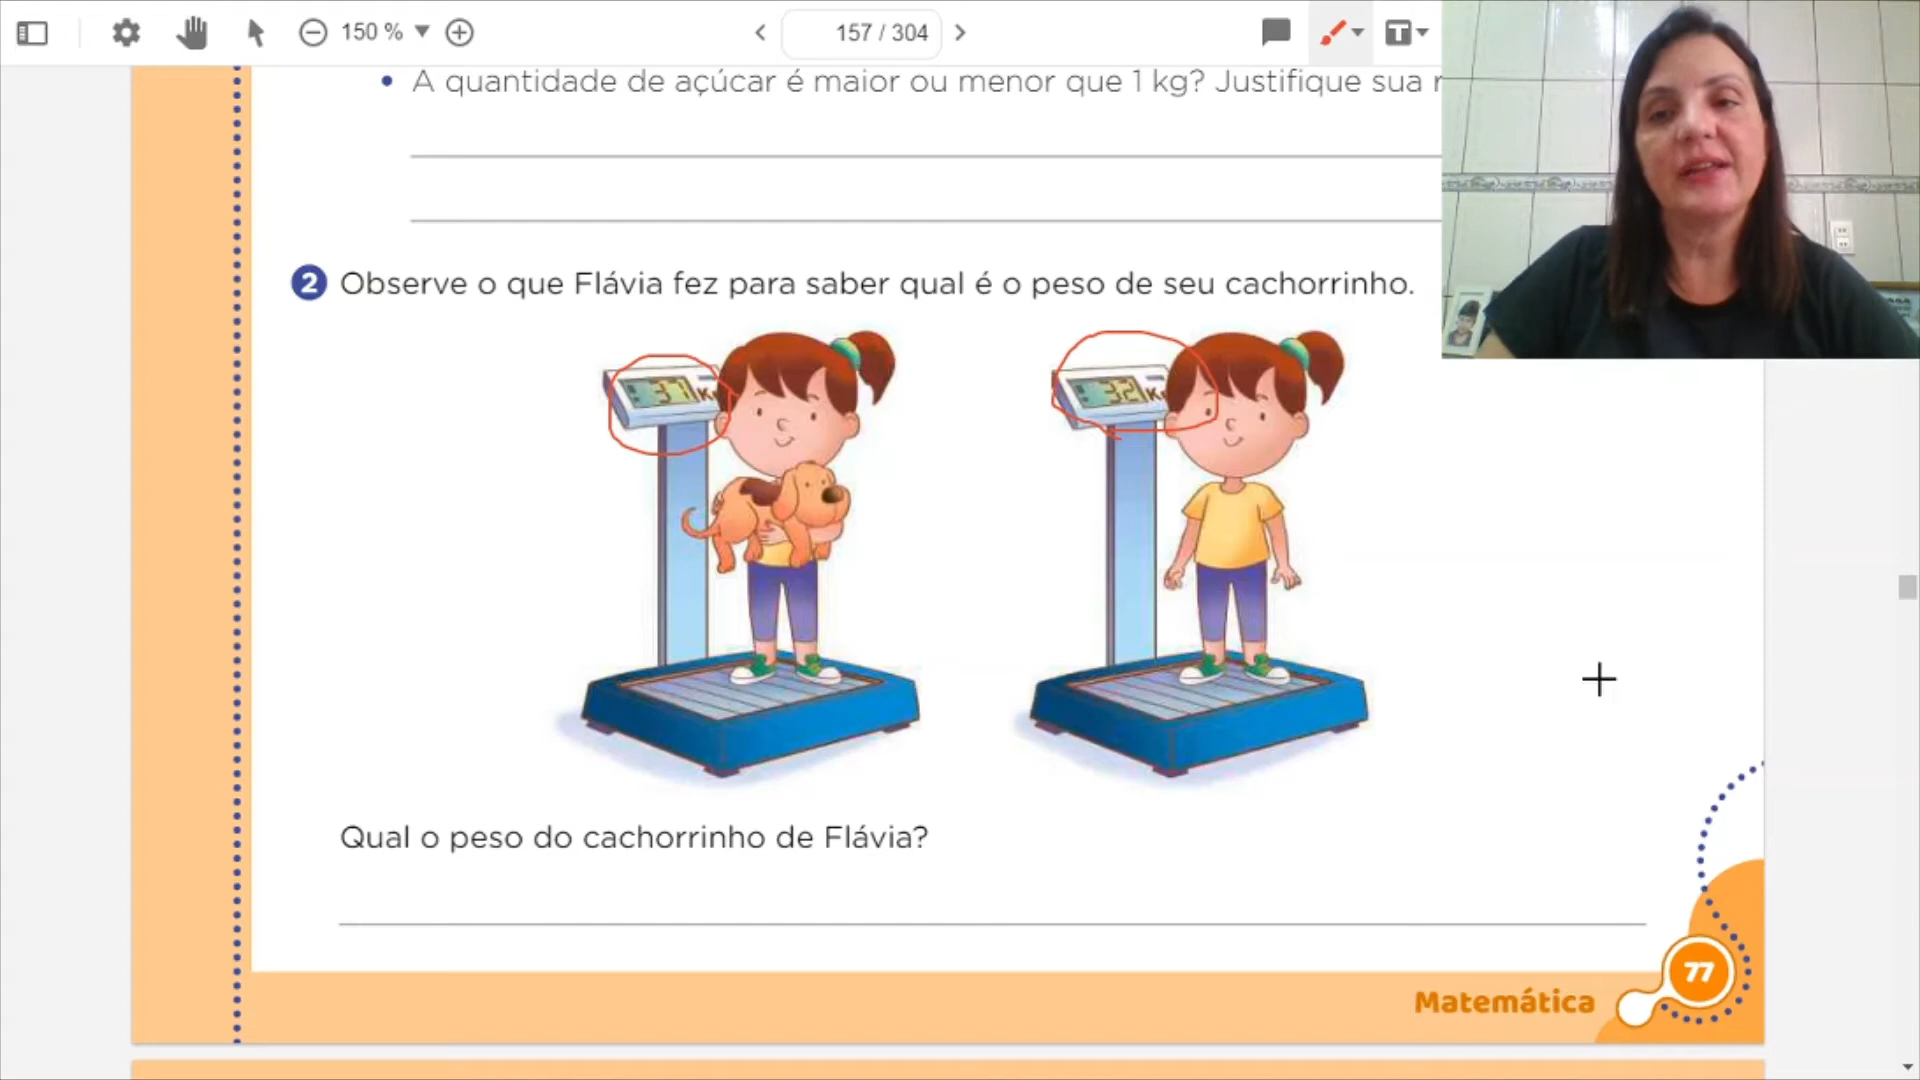 150 %
157 / 304
A quantidade de açúcar é maior ou menor que 1 kg? Justifique sua
2 Observe o que Flávia fez para saber qual é o peso de seu cachorrinho.
37
32
Qual o peso do cachorrinho de Flávia?
77
Matemática